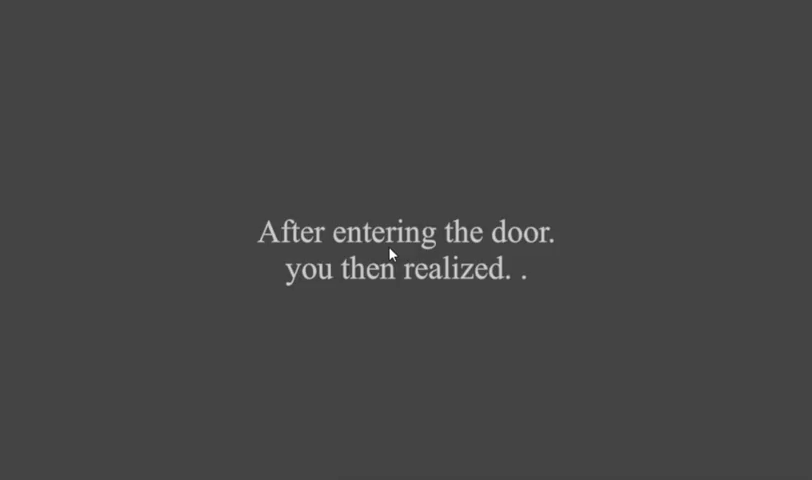 After entering the door.
you then realized. .